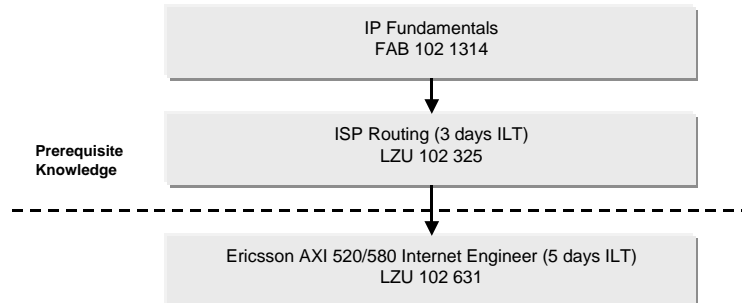 IP Fundamentals
FAB 102 1314
ISP Routing (3 days ILT)
LZU 102 325
Prerequisite
Knowledge
Ericsson AXI 520/580 Internet Engineer (5 days ILT)
LZU 102 631